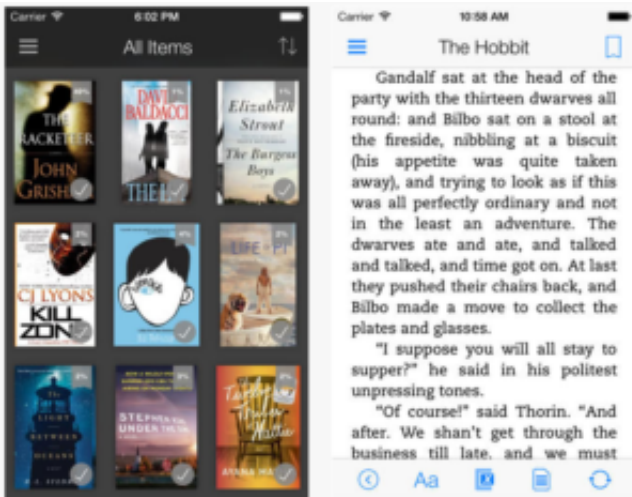 Carrier 6:02 PM
All Items
THE
RACKETEER
JOHN
DAVID
BALDACCI
Elizabeth
Strout
The Burgess
Boys
CJ LYONS
KILL
LIFE OF PI
THE
LIGHT
BETWEEN
OCEANS
STEPHEN KING
UNDER THE
Carrier 10:58 AM
The Hobbit
Gandalf sat at the head of the
party with the thirteen dwarves all
round: and Bilbo sat on a stool at
the fireside, nibbling at a biscuit
(his appetite was quite taken
away), and trying to look as if this
was all perfectly ordinary and not
in the least an adventure. The
dwarves ate and ate, and talked
and talked, and time got on. At last
they pushed their chairs back, and
Bilbo made a move to collect the
plates and glasses.
“I suppose you will all stay to
supper?” he said in his politest
unpressing tones.
“Of course!” said Thorin. “And
after. We shan't get through the
business till late, and we must
Aa